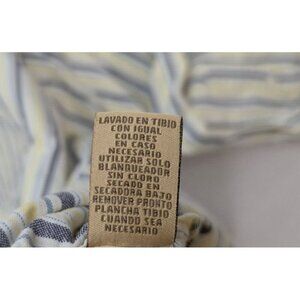 LAVADO EN TIBIO
CON IGUAL
COLORES
EN CASO
NECESARIO
UTILIZAR SOLO
BLANQUEADOR
SIN CLORO
SECADO EN
SECADORA BAJO
REMOVER PRONTO
PLANCHA TIBIO
CUANDO SEA
NECESARIO